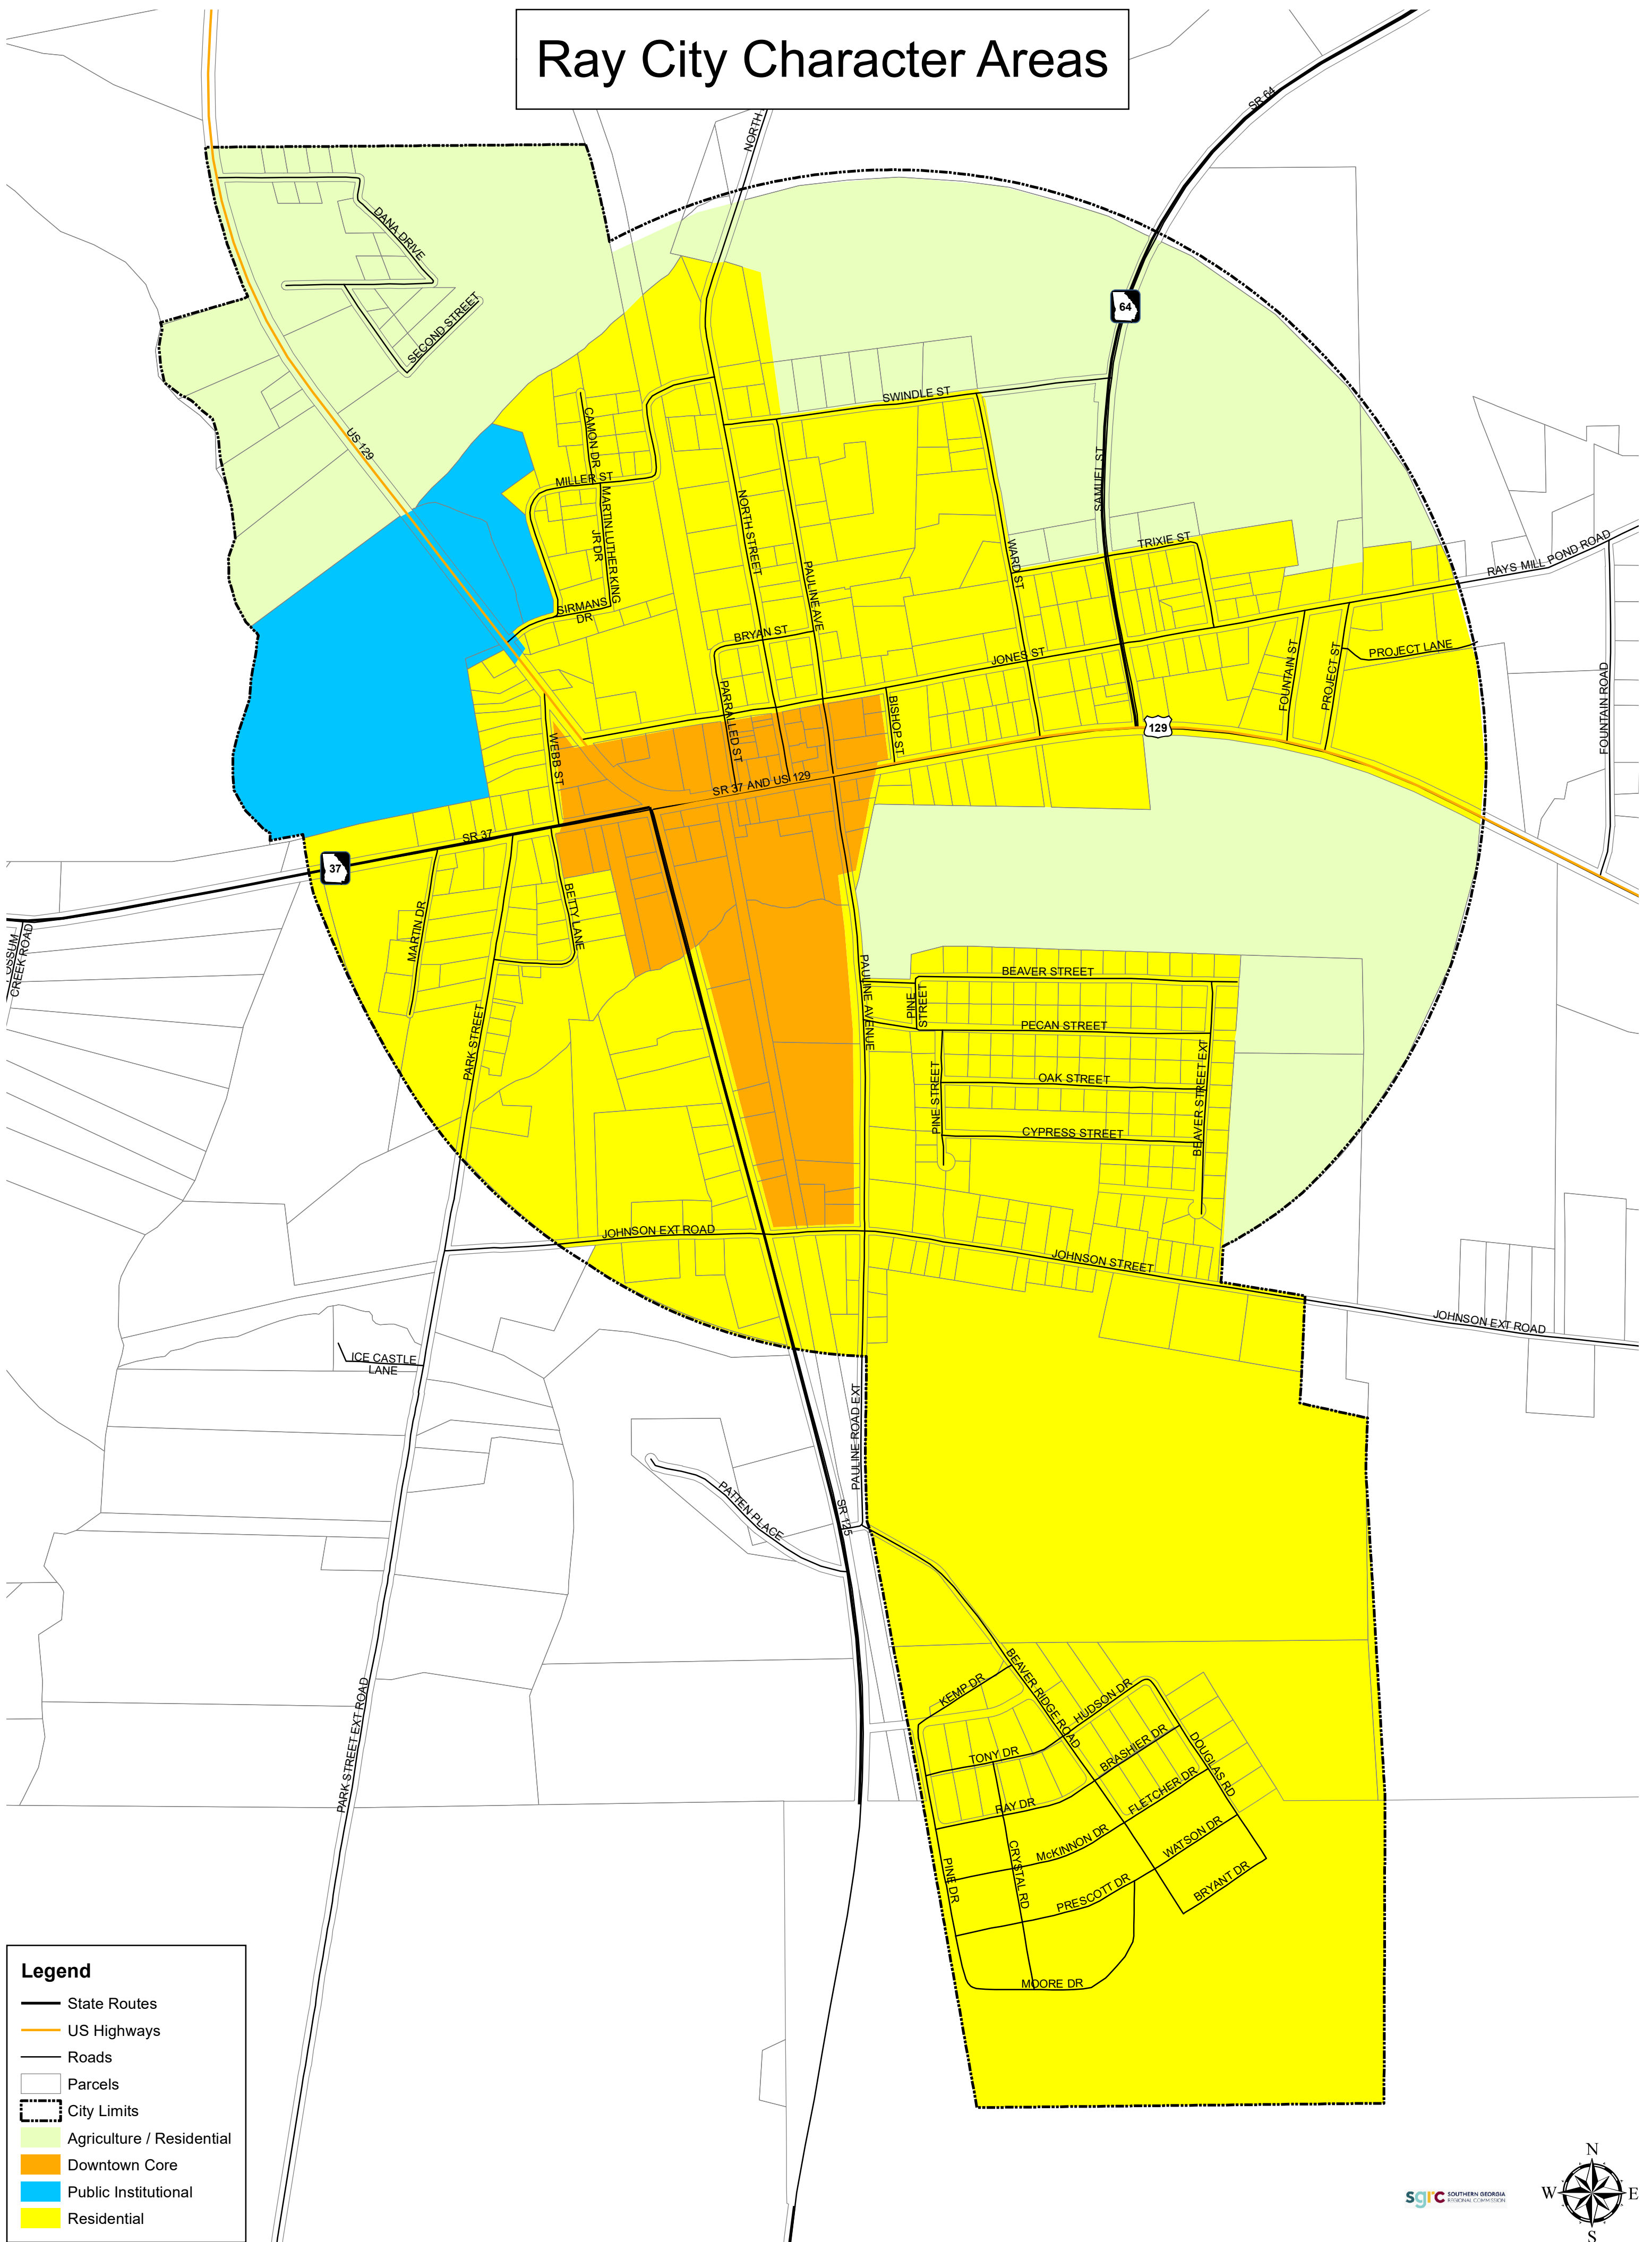 Ray City Character Areas
NORTH
SR 64
DANA DRIVE
SECOND STREET
64
US 129
SWINDLE ST
CAMON DR
MILLER ST
MARTIN LUTHER KING
JR DR
SIRMANS
DR
NORTH STREET
PAULINE AVE
SAMUEL ST
WARD ST
TRIXIE ST
RAYS MILL POND ROAD
BRYAN ST
JONES ST
PROJECT LANE
FOUNTAIN ST
PROJECT ST
FOUNTAIN ROAD
PARRALLED ST
BISHOP ST
WEBB ST
129
SR 37 AND US 129
SR 37
37
BETTY LANE
MARTIN DR
OSSUM
CREEK ROAD
PARK STREET
PAULINE AVENUE
BEAVER STREET
PINE
STREET
PECAN STREET
OAK STREET
PINE STREET
CYPRESS STREET
BEAVER STREET EXT
JOHNSON EXT ROAD
JOHNSON STREET
JOHNSON EXT ROAD
ICE CASTLE
LANE
PAULINE ROAD EXT
PATTEN PLACE
SR 125
PARK STREET EXT ROAD
BEAVER RIDGE ROAD
KEMP DR
HUDSON DR
TONY DR
BRASHIER DR
DOUGLAS RD
RAY DR
FLETCHER DR
McKINNON DR
WATSON DR
CRYSTAL RD
PINE DR
PRESCOTT DR
BRYANT DR
MOORE DR
Legend
State Routes
US Highways
Roads
Parcels
City Limits
Agriculture / Residential
Downtown Core
Public Institutional
Residential
sgrc SOUTHERN GEORGIA
REGIONAL COMMISSION
N
W E
S